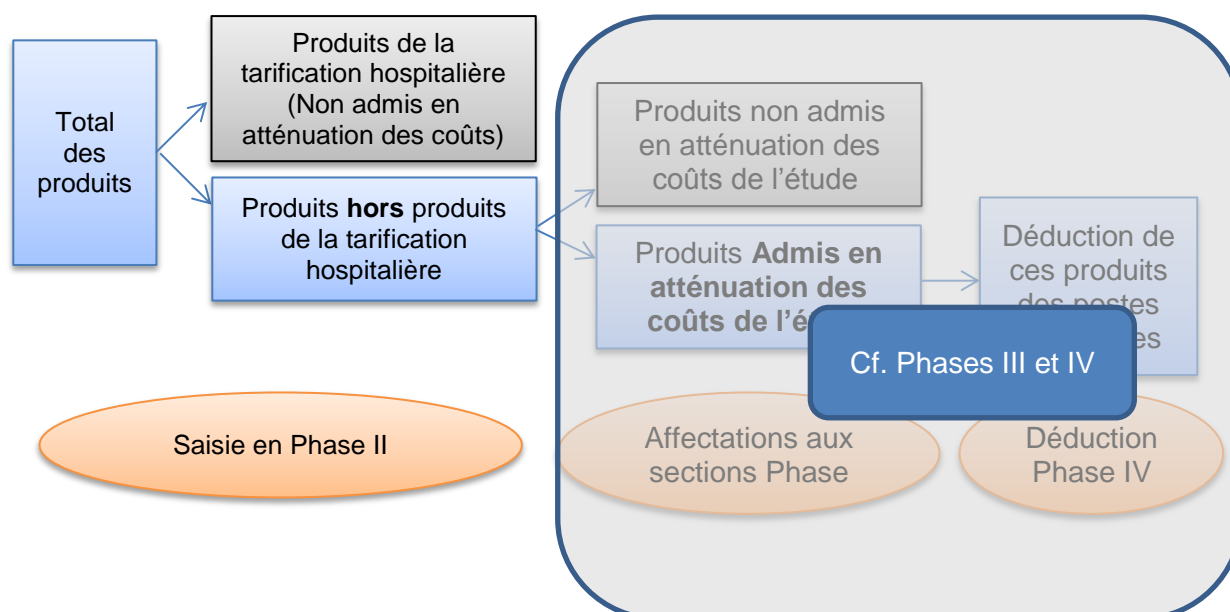 Total
des
produits
Produits de la
tarification hospitalière
(Non admis en
atténuation des coûts)
Produits hors produits
de la tarification
hospitalière
Produits non admis
en atténuation des
coûts de l’étude
Produits Admis en
atténuation des
coûts de
Déduction de
ces produits
des postes
Cf. Phases III et IV
Saisie en Phase II
Affectations aux
sections Phase
Déduction
Phase IV